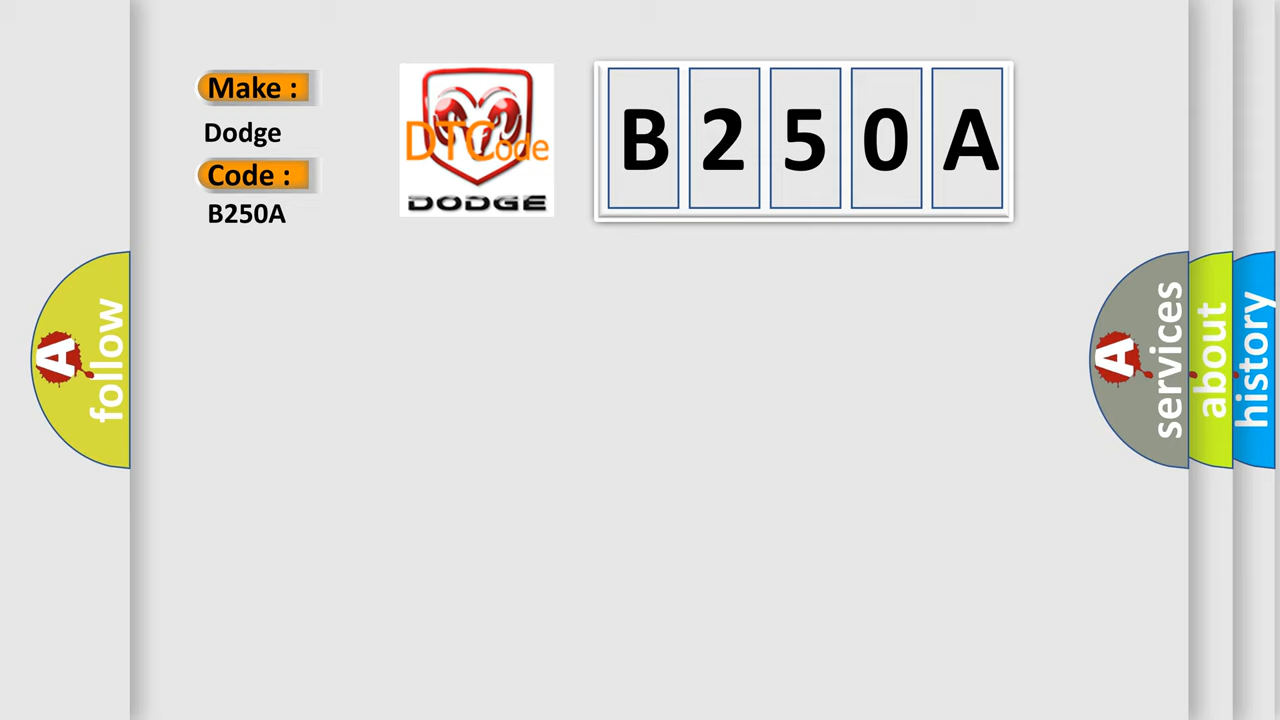 Make :
Dodge
Code :
B250A
DTCode
DODGE
B 2 5 0 A
A follow
A services
about
history